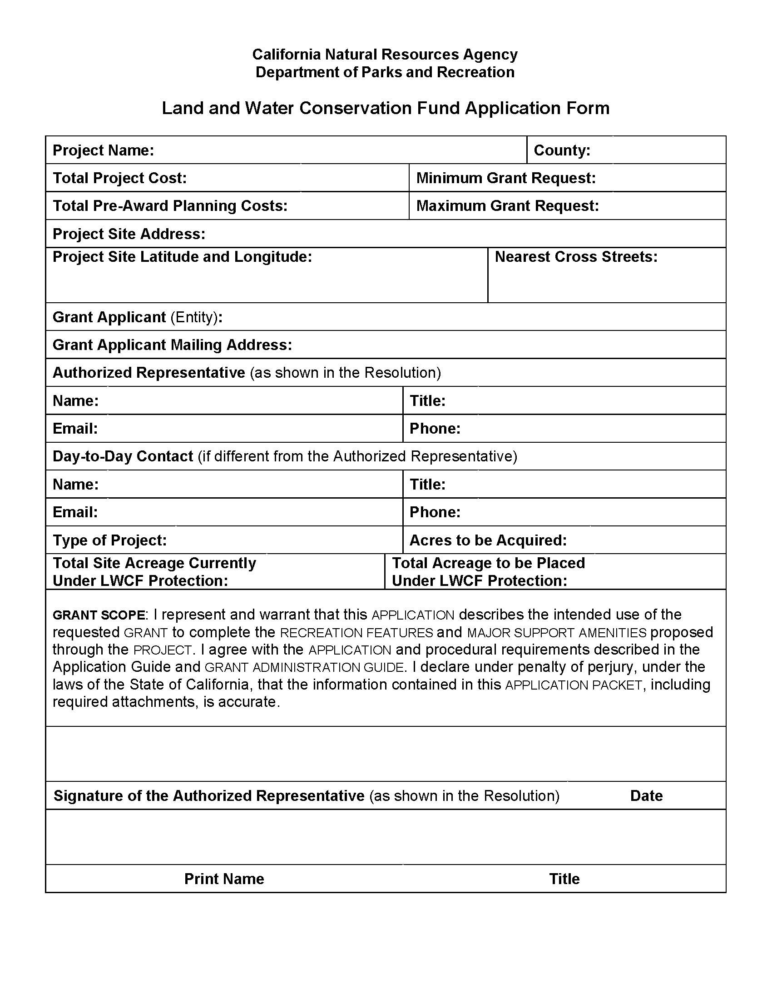 California Natural Resources Agency
Department of Parks and Recreation
Land and Water Conservation Fund Application Form
Project Name: County:
Total Project Cost: Minimum Grant Request:
Total Pre-Award Planning Costs: Maximum Grant Request:
Project Site Address:
Project Site Latitude and Longitude: Nearest Cross Streets:
Grant Applicant (Entity):
Grant Applicant Mailing Address:
Authorized Representative (as shown in the Resolution)
Name: Title:
Email: Phone:
Day-to-Day Contact (if different from the Authorized Representative)
Name: Title:
Email: Phone:
Type of Project: Acres to be Acquired:
Total Site Acreage Currently
Under LWCF Protection:
Total Acreage to be Placed
Under LWCF Protection:
GRANT SCOPE: I represent and warrant that this APPLICATION describes the intended use of the
requested GRANT to complete the RECREATION FEATURES and MAJOR SUPPORT AMENITIES proposed
through the PROJECT. I agree with the APPLICATION and procedural requirements described in the
Application Guide and GRANT ADMINISTRATION GUIDE. I declare under penalty of perjury, under the
laws of the State of California, that the information contained in this APPLICATION PACKET, including
required attachments, is accurate.
Signature of the Authorized Representative (as shown in the Resolution) Date
Print Name Title